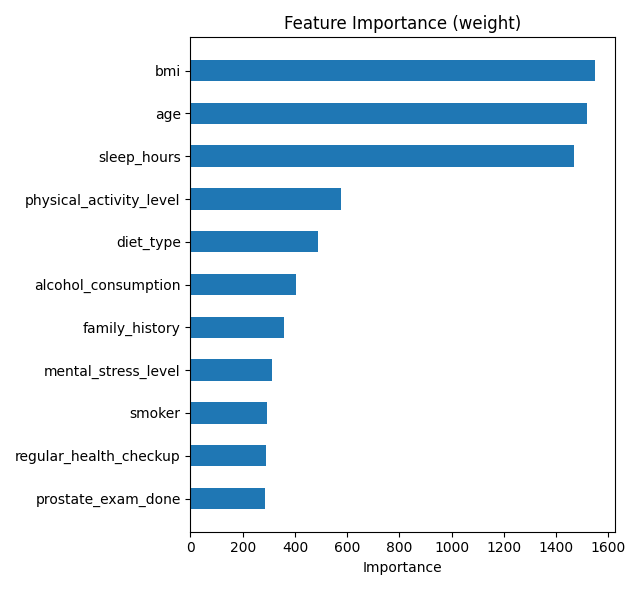 Feature Importance (weight)
bmi
age
sleep_hours
physical_activity_level
diet_type
alcohol_consumption
family_history
mental_stress_level
smoker
regular_health_checkup
prostate_exam_done
0 200 400 600 800 1000 1200 1400 1600
Importance